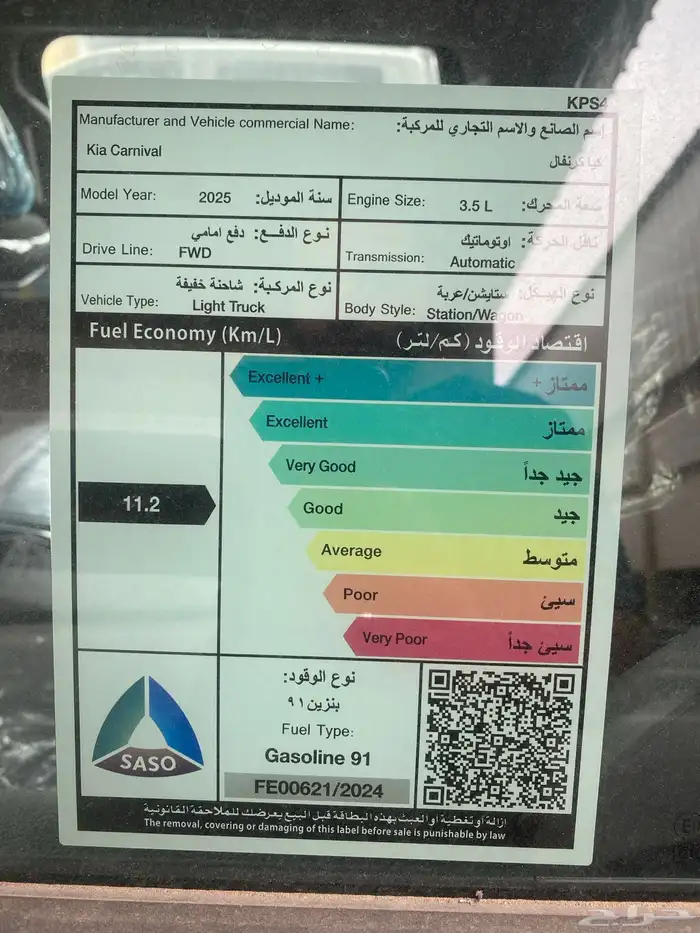 KPS4
Manufacturer and Vehicle commercial Name: إسم الصانع والاسم التجاري للمركبة:
Kia Carnival كيا كرنفال
Model Year: 2025 سنة الموديل: Engine Size: 3.5 L سعة المحرك:
نوع الدفع: دفع امامي ناقل الحركة: اوتوماتيك
Drive Line: FWD Transmission: Automatic
نوع المركبة: شاحنة خفيفة نوع الهيكل: ستايشن/عربة
Vehicle Type: Light Truck Body Style: Station/Wagon
Fuel Economy (Km/L) اقتصاد الوقود (كم/لتر)
Excellent + ممتاز +
Excellent ممتاز
Very Good جيد جداً
11.2 Good جيد
Average متوسط
Poor سيئ
Very Poor سيئ جداً
نوع الوقود:
بنزين ٩١
Fuel Type:
Gasoline 91
SASO
FE00621/2024
ازالة أو تغطية أو العبث بهذه البطاقة قبل البيع يعرضك للملاحقة القانونية
The removal, covering or damaging of this label before sale is punishable by law
حراج